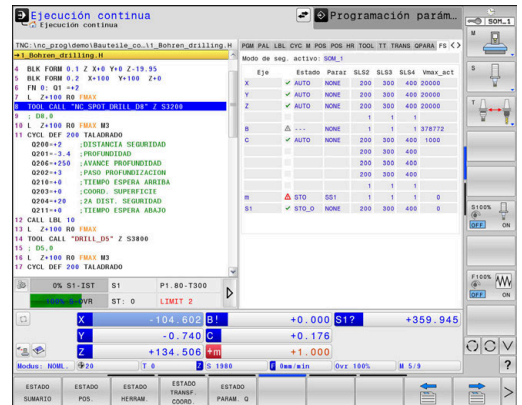 Ejecución continua
Ejecución continua
Programación parám...
TNC:\nc_prog\demo\Bauteile_co…\1_Bohren_drilling.H
→1_Bohren_drilling.H
4 BLK FORM 0.1 Z X+0 Y+0 Z-19.95
5 BLK FORM 0.2 X+100 Y+100 Z+0
6 FN 0: Q1 =+2
7 L Z+100 R0 FMAX
8 TOOL CALL "NC_SPOT_DRILL_D8" Z S3200
9 ; D8,0
10 L Z+100 R0 FMAX M3
11 CYCL DEF 200 TALADRADO
Q200=+2 ;DISTANCIA SEGURIDAD
Q201=-3.4 ;PROFUNDIDAD
Q206=+250 ;AVANCE PROFUNDIDAD
Q202=+3 ;PASO PROFUNDIZACION
Q210=+0 ;TIEMPO ESPERA ARRIBA
Q203=+0 ;COORD. SUPERFICIE
Q204=+20 ;2A DIST. SEGURIDAD
Q211=+0 ;TIEMPO ESPERA ABAJO
12 CALL LBL 10
13 L Z+100 R0 FMAX
14 TOOL CALL "DRILL_D5" Z S3800
15 ; D5,0
16 L Z+100 R0 FMAX M3
17 CYCL DEF 200 TALADRADO
PGM PAL LBL CYC M POS POS HR TOOL TT TRANS QPARA FS
Modo de seg. activo: SOM_1
Eje Estado Paraz SLS2 SLS3 SLS4 Vmax_act
X AUTO NONE 200 300 400 20000
Y AUTO NONE 200 300 400 20000
Z AUTO NONE 200 300 400 20000
1 1 1 0
B --- NONE 1 1 1 378772
C AUTO NONE 200 300 400 1000
200 300 400
200 300 400
200 300 400
1 1 1
m STO SS1 1 1 1 0
S1 STO_O NONE 200 300 400 0
0% S1-IST S1 P1.80-T300
100% S-OVR ST: 0 LIMIT 2
X -104.602 B! +0.000 S1? +359.945
Y -0.740 C +0.176
Z +134.506 +m +1.000
Modus: NOML. 20 T 0 Z S 1900 F 0mm/min Ovr 100% M 5/9
ESTADO SUMARIO
ESTADO POS.
ESTADO HERRAM.
ESTADO TRANSF. COORD.
ESTADO PARAM. Q
SOM_1
M
S
T
S100%
OFF ON
F100%
OFF ON